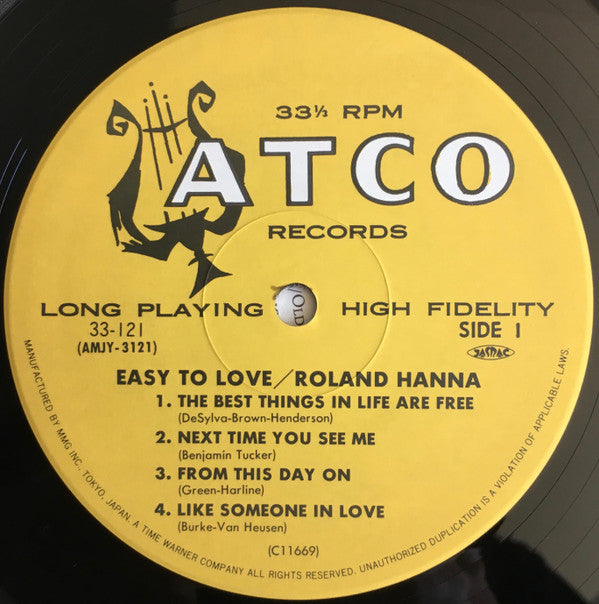 33⅓ RPM
ATCO
RECORDS
LONG PLAYING HIGH FIDELITY
33-121 SIDE 1
(AMJY-3121) JASRAC
EASY TO LOVE/ROLAND HANNA
1. THE BEST THINGS IN LIFE ARE FREE
(DeSylva-Brown-Henderson)
2. NEXT TIME YOU SEE ME
(Benjamin Tucker)
3. FROM THIS DAY ON
(Green-Harline)
4. LIKE SOMEONE IN LOVE
(Burke-Van Heusen)
(C11669)
MANUFACTURED BY MMG INC., TOKYO, JAPAN. A TIME WARNER COMPANY ALL RIGHTS RESERVED. UNAUTHORIZED DUPLICATION IS A VIOLATION OF APPLICABLE LAWS.